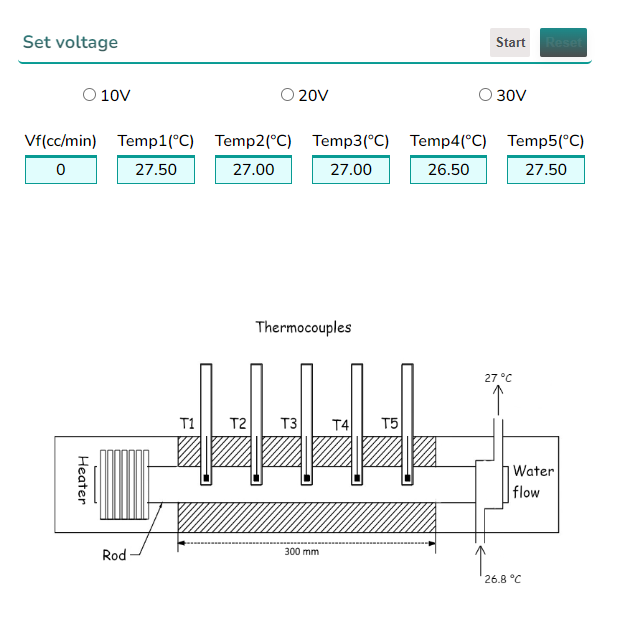 Set voltage Start Reset
10V 20V 30V
Vf(cc/min) Temp1(°C) Temp2(°C) Temp3(°C) Temp4(°C) Temp5(°C)
0 27.50 27.00 27.00 26.50 27.50
Thermocouples
27 °C
T1 T2 T3 T4 T5
Heater
Water
flow
Rod
300 mm
26.8 °C